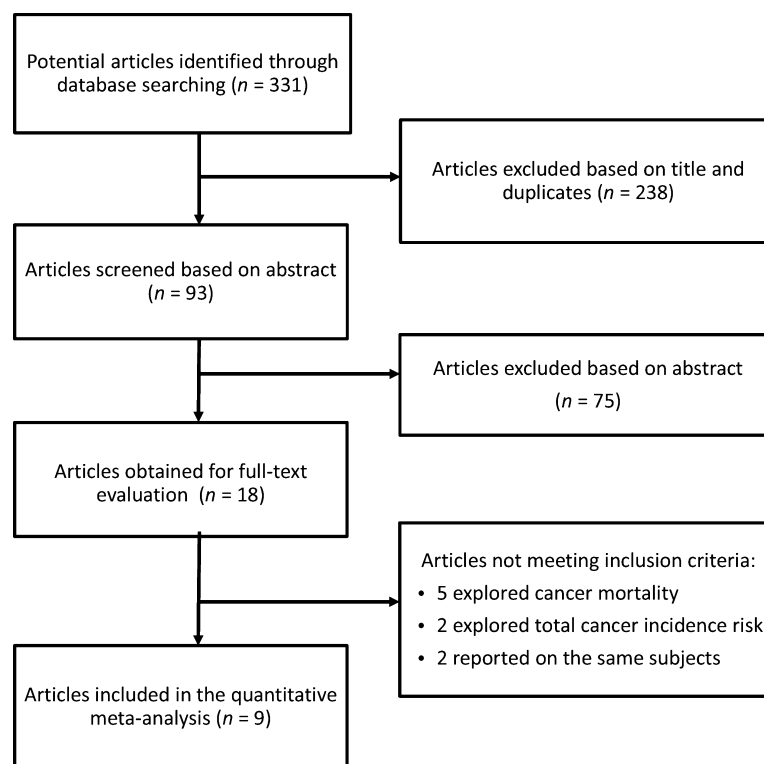 Potential articles identified through
database searching (n = 331)
Articles excluded based on title and
duplicates (n = 238)
Articles screened based on abstract
(n = 93)
Articles excluded based on abstract
(n = 75)
Articles obtained for full-text
evaluation (n = 18)
Articles not meeting inclusion criteria:
• 5 explored cancer mortality
• 2 explored total cancer incidence risk
• 2 reported on the same subjects
Articles included in the quantitative
meta-analysis (n = 9)